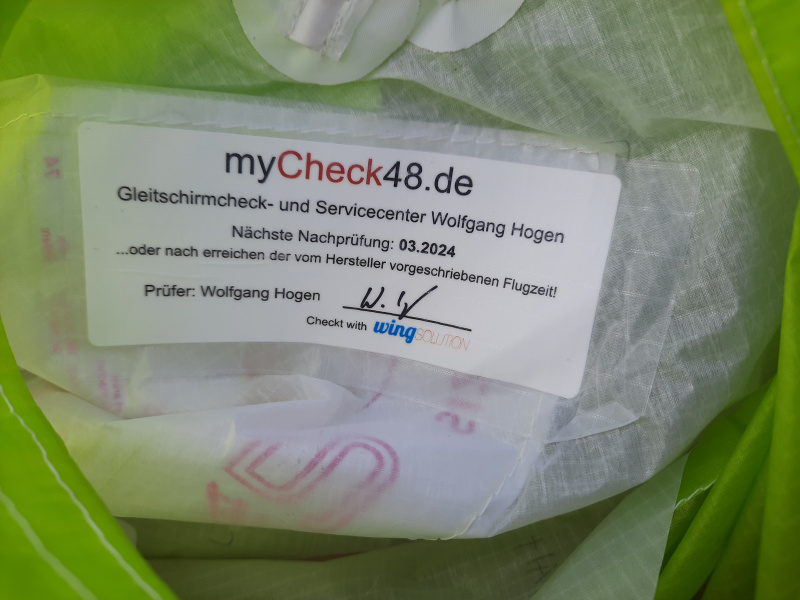 myCheck48.de
Gleitschirmcheck- und Servicecenter Wolfgang Hogen
Nächste Nachprüfung: 03.2024
...oder nach erreichen der vom Hersteller vorgeschriebenen Flugzeit!
Prüfer: Wolfgang Hogen
Checkt with wingSOLUTION